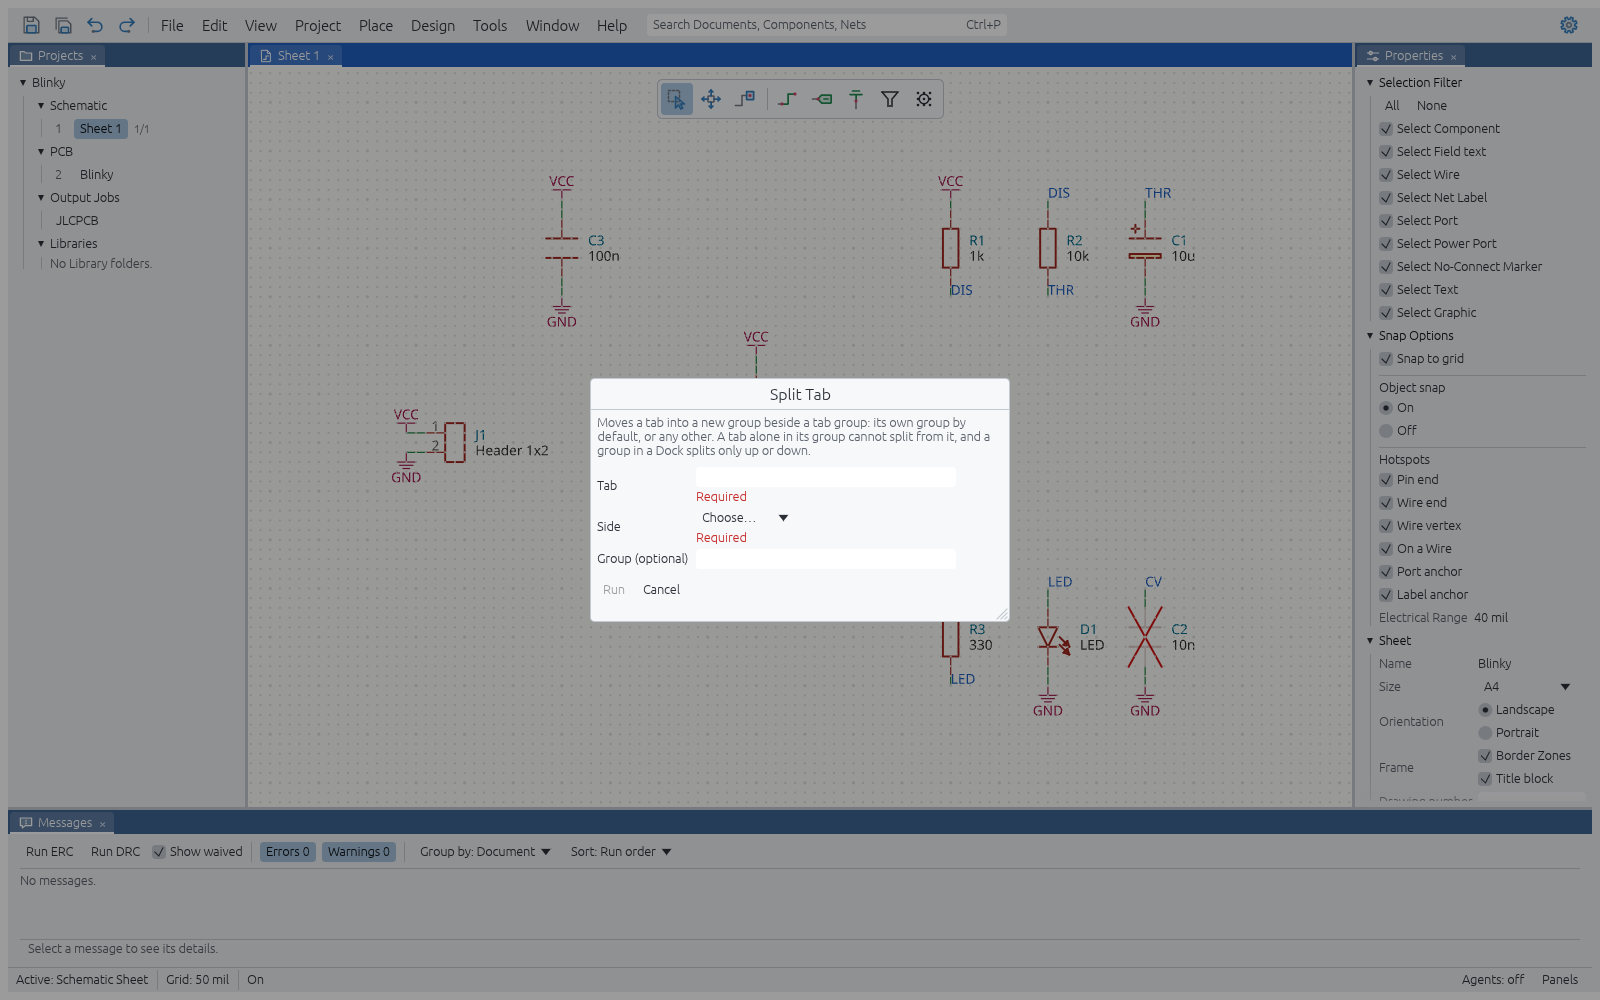 File Edit View Project Place Design Tools Window Help Search Documents, Components, Nets Ctrl+P
Projects × Sheet 1 × Properties ×
Blinky
Schematic
1 Sheet 1 1/1
PCB
2 Blinky
Output Jobs
JLCPCB
Libraries
No Library folders.
VCC
C3
100n
GND
VCC
R1
1k
DIS
DIS
R2
10k
THR
THR
C1
10u
GND
VCC
VCC
1
2
J1
Header 1x2
GND
Split Tab
Moves a tab into a new group beside a tab group: its own group by
default, or any other. A tab alone in its group cannot split from it, and a
group in a Dock splits only up or down.
Tab
Required
Side Choose...
Required
Group (optional)
Run Cancel
R3
330
LED
LED
D1
LED
GND
CV
C2
10n
GND
Selection Filter
All None
Select Component
Select Field text
Select Wire
Select Net Label
Select Port
Select Power Port
Select No-Connect Marker
Select Text
Select Graphic
Snap Options
Snap to grid
Object snap
On
Off
Hotspots
Pin end
Wire end
Wire vertex
On a Wire
Port anchor
Label anchor
Electrical Range 40 mil
Sheet
Name Blinky
Size A4
Orientation Landscape
Portrait
Frame Border Zones
Title block
Drawing number
Messages ×
Run ERC Run DRC Show waived Errors 0 Warnings 0 Group by: Document Sort: Run order
No messages.
Select a message to see its details.
Active: Schematic Sheet Grid: 50 mil On Agents: off Panels